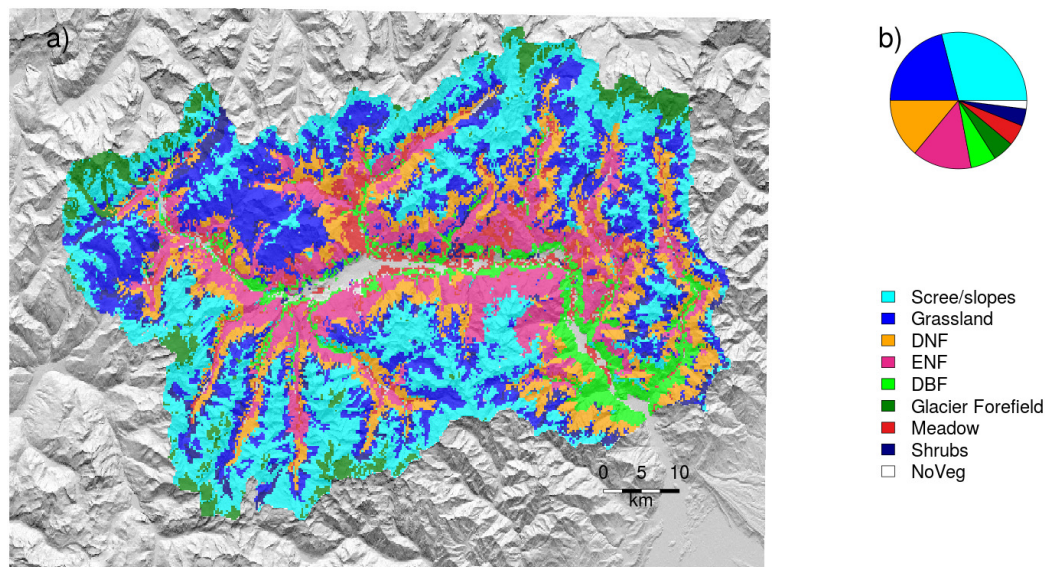 a)
b)
Scree/slopes
Grassland
DNF
ENF
DBF
Glacier Forefield
Meadow
Shrubs
NoVeg
0 5 10
km